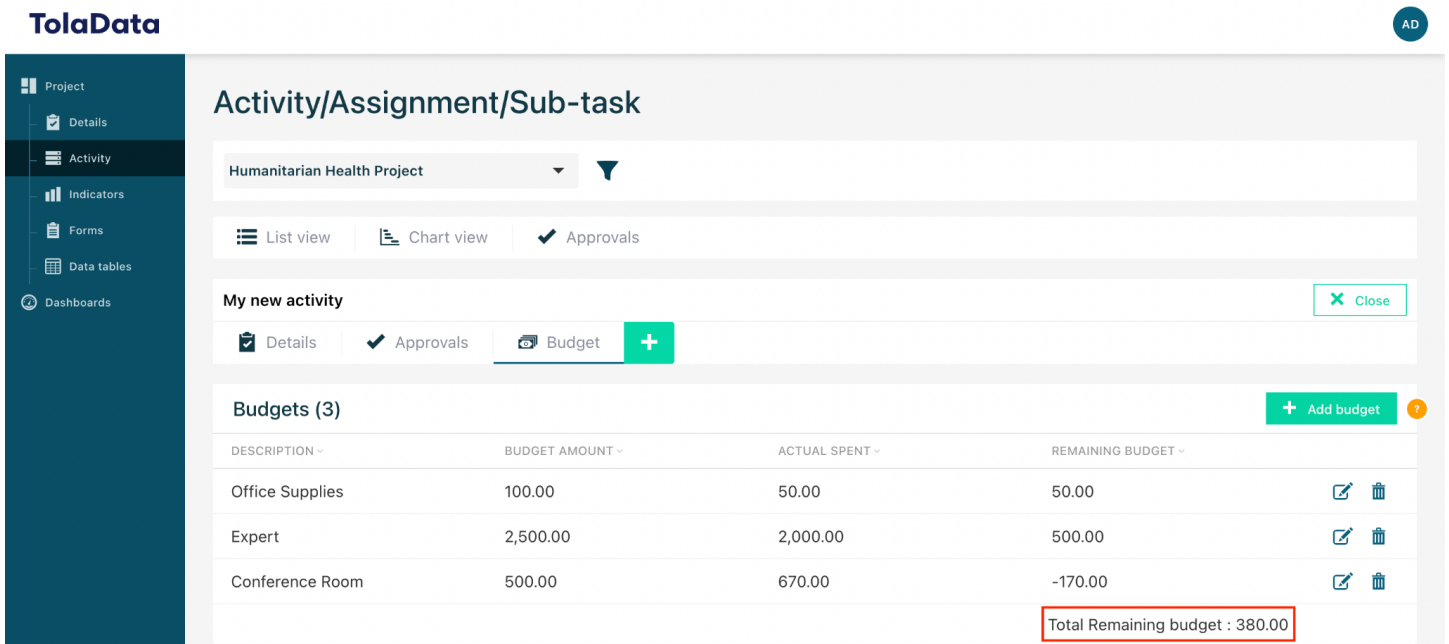 TolaData
AD
Project
Details
Activity
Indicators
Forms
Data tables
Dashboards
Activity/Assignment/Sub-task
Humanitarian Health Project
List view Chart view Approvals
My new activity
Close
Details Approvals Budget +
Budgets (3)
+ Add budget ?
DESCRIPTION BUDGET AMOUNT ACTUAL SPENT REMAINING BUDGET
Office Supplies 100.00 50.00 50.00
Expert 2,500.00 2,000.00 500.00
Conference Room 500.00 670.00 -170.00
Total Remaining budget : 380.00